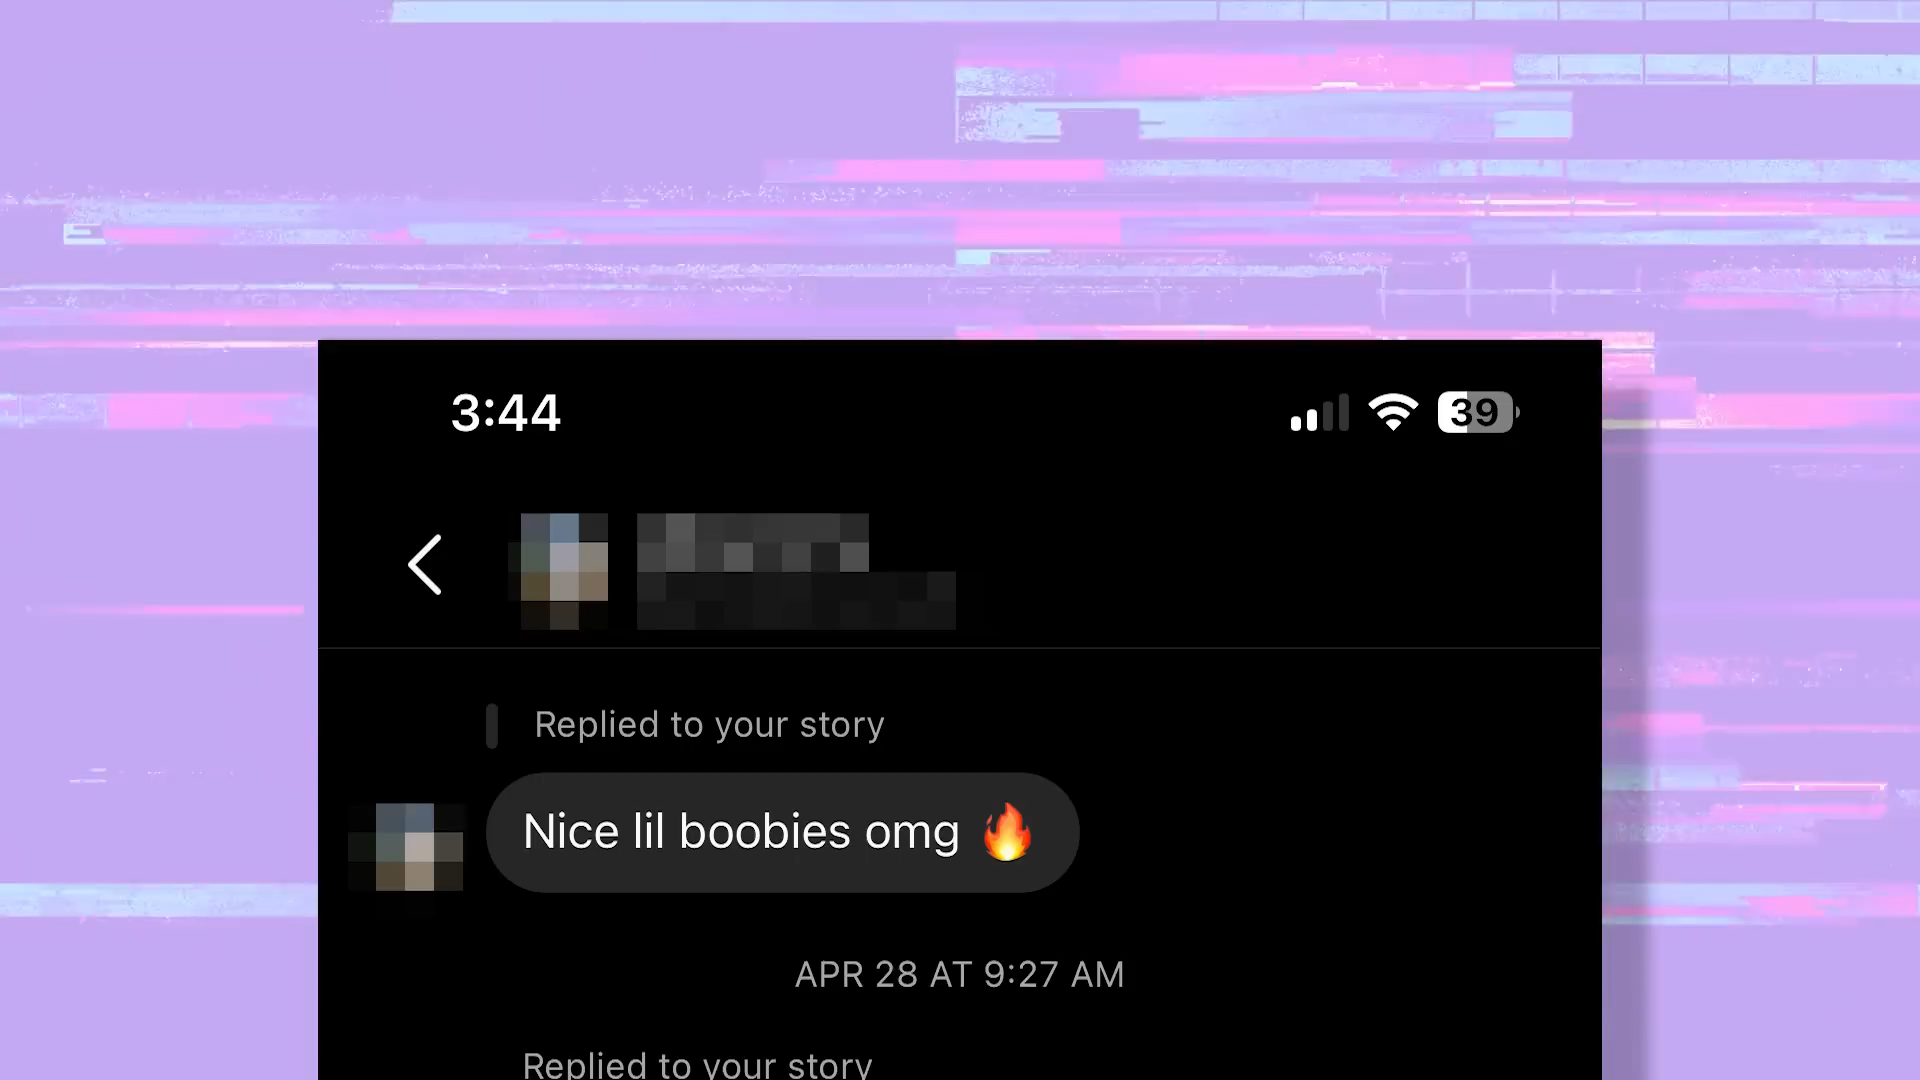 3:44
39
Replied to your story
Nice lil boobies omg 🔥
APR 28 AT 9:27 AM
Replied to your story